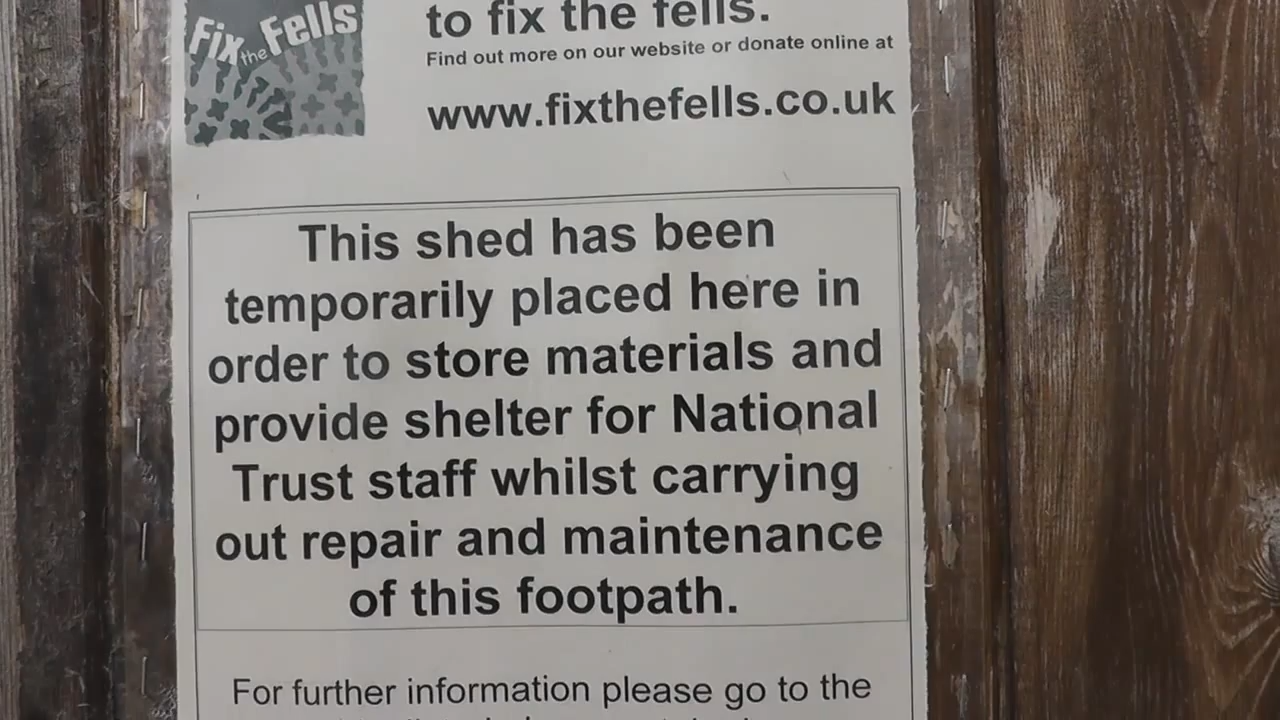 Fix the Fells
to fix the fells.
Find out more on our website or donate online at
www.fixthefells.co.uk
This shed has been
temporarily placed here in
order to store materials and
provide shelter for National
Trust staff whilst carrying
out repair and maintenance
of this footpath.
For further information please go to the